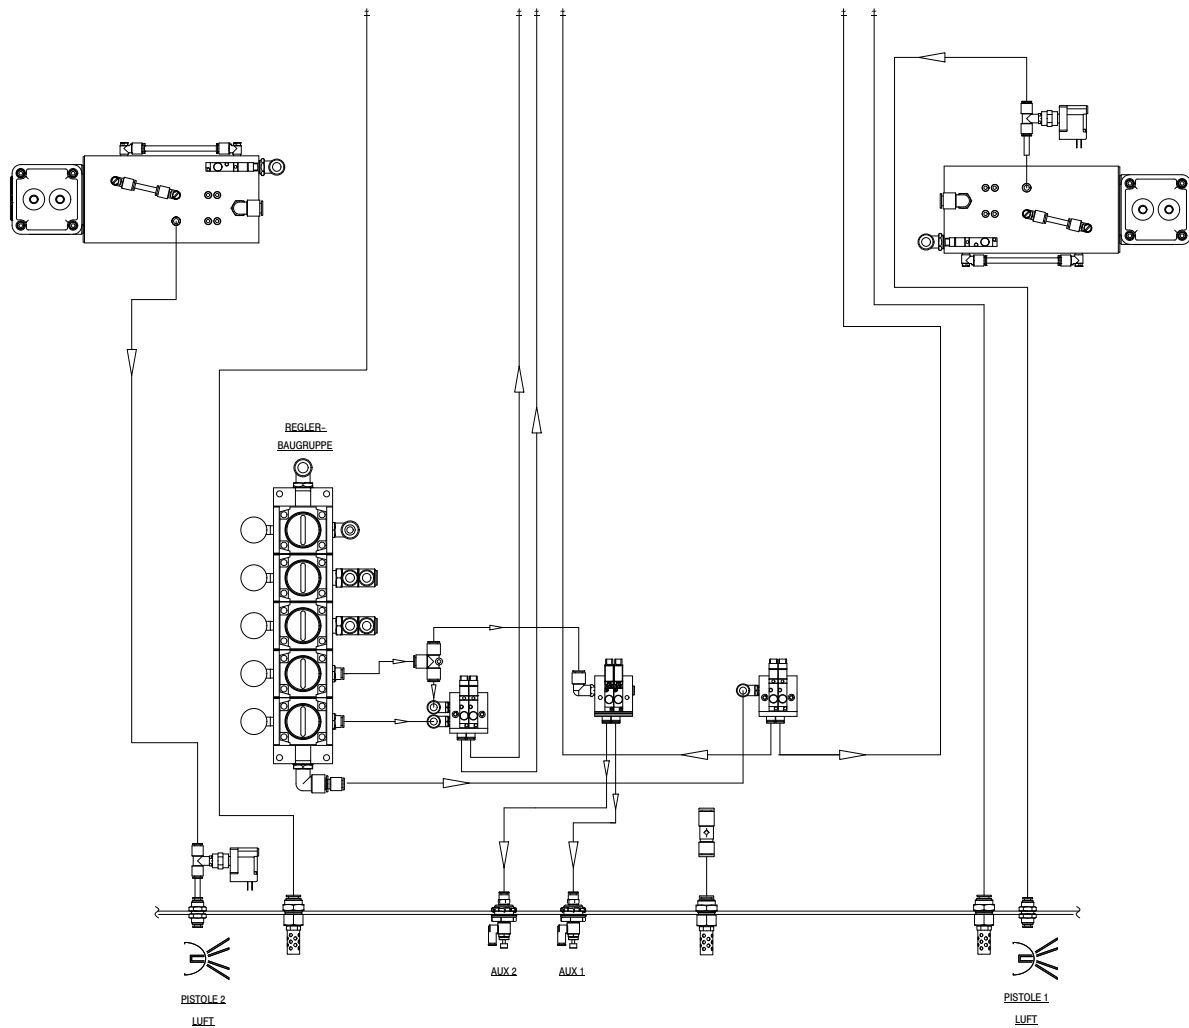 REGLER-
BAUGRUPPE
AUX 2
AUX 1
PISTOLE 2
LUFT
PISTOLE 1
LUFT